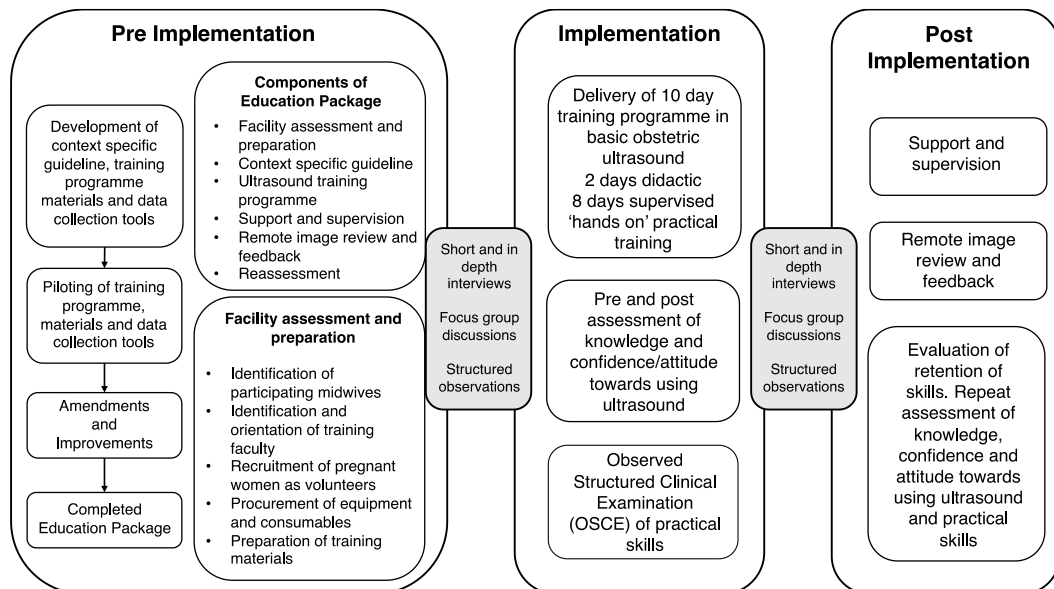 Pre Implementation
Development of
context specific
guideline, training
programme
materials and data
collection tools
Piloting of training
programme,
materials and data
collection tools
Amendments
and
Improvements
Completed
Education Package
Components of
Education Package
• Facility assessment and
preparation
• Context specific guideline
• Ultrasound training
programme
• Support and supervision
• Remote image review and
feedback
• Reassessment
Facility assessment and
preparation
• Identification of
participating midwives
• Identification and
orientation of training
faculty
• Recruitment of pregnant
women as volunteers
• Procurement of equipment
and consumables
• Preparation of training
materials
Short and in
depth
interviews
Focus group
discussions
Structured
observations
Implementation
Delivery of 10 day
training programme in
basic obstetric
ultrasound
2 days didactic
8 days supervised
‘hands on’ practical
training
Pre and post
assessment of
knowledge and
confidence/attitude
towards using
ultrasound
Observed
Structured Clinical
Examination
(OSCE) of practical
skills
Short and in
depth
interviews
Focus group
discussions
Structured
observations
Post
Implementation
Support and
supervision
Remote image
review and
feedback
Evaluation of
retention of
skills. Repeat
assessment of
knowledge,
confidence and
attitude towards
using ultrasound
and practical
skills